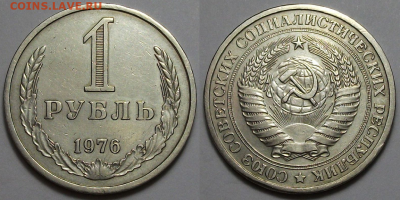 COINS.LAVE.RU
1
РУБЛЬ
1976
СОЮЗ СОВЕТСКИХ СОЦИАЛИСТИЧЕСКИХ РЕСПУБЛИК